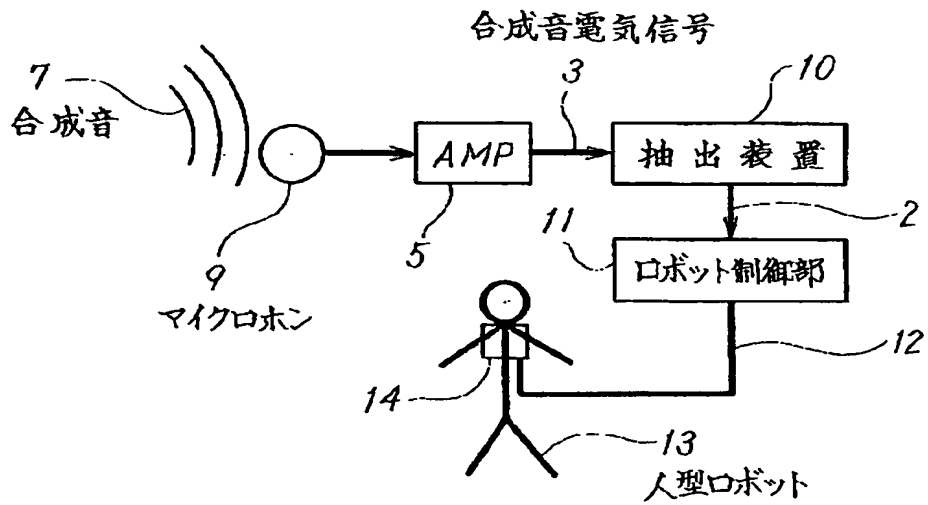 合成音電気信号
7
合成音
3
10
AMP
抽出装置
9
マイクロホン
5
2
11
ロボット制御部
12
14
13
人型ロボット